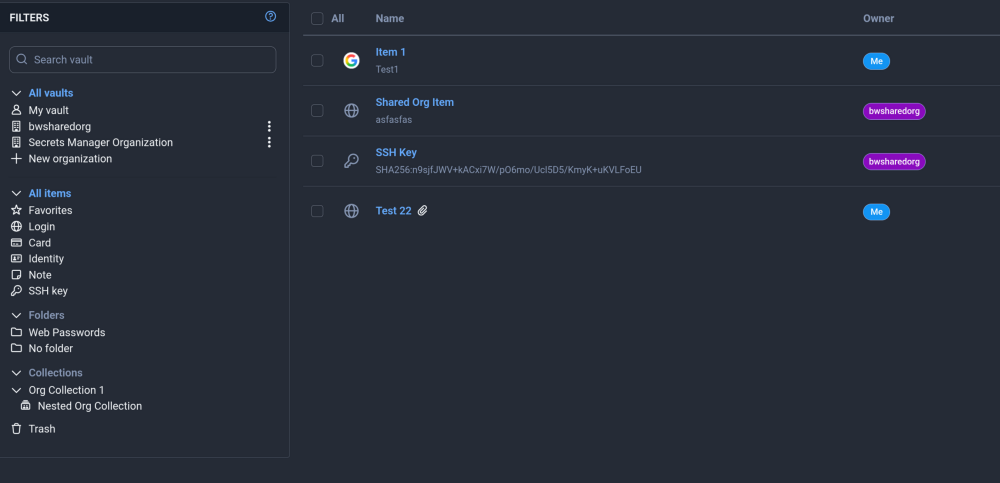 FILTERS
Search vault
All vaults
My vault
bwsharedorg
Secrets Manager Organization
New organization
All items
Favorites
Login
Card
Identity
Note
SSH key
Folders
Web Passwords
No folder
Collections
Org Collection 1
Nested Org Collection
Trash
All Name Owner
Item 1
Test1
Me
Shared Org Item
asfasfas
bwsharedorg
SSH Key
SHA256:n9sjfJWV+kACxi7W/pO6mo/Ucl5D5/KmyK+uKVLFoEU
bwsharedorg
Test 22
Me